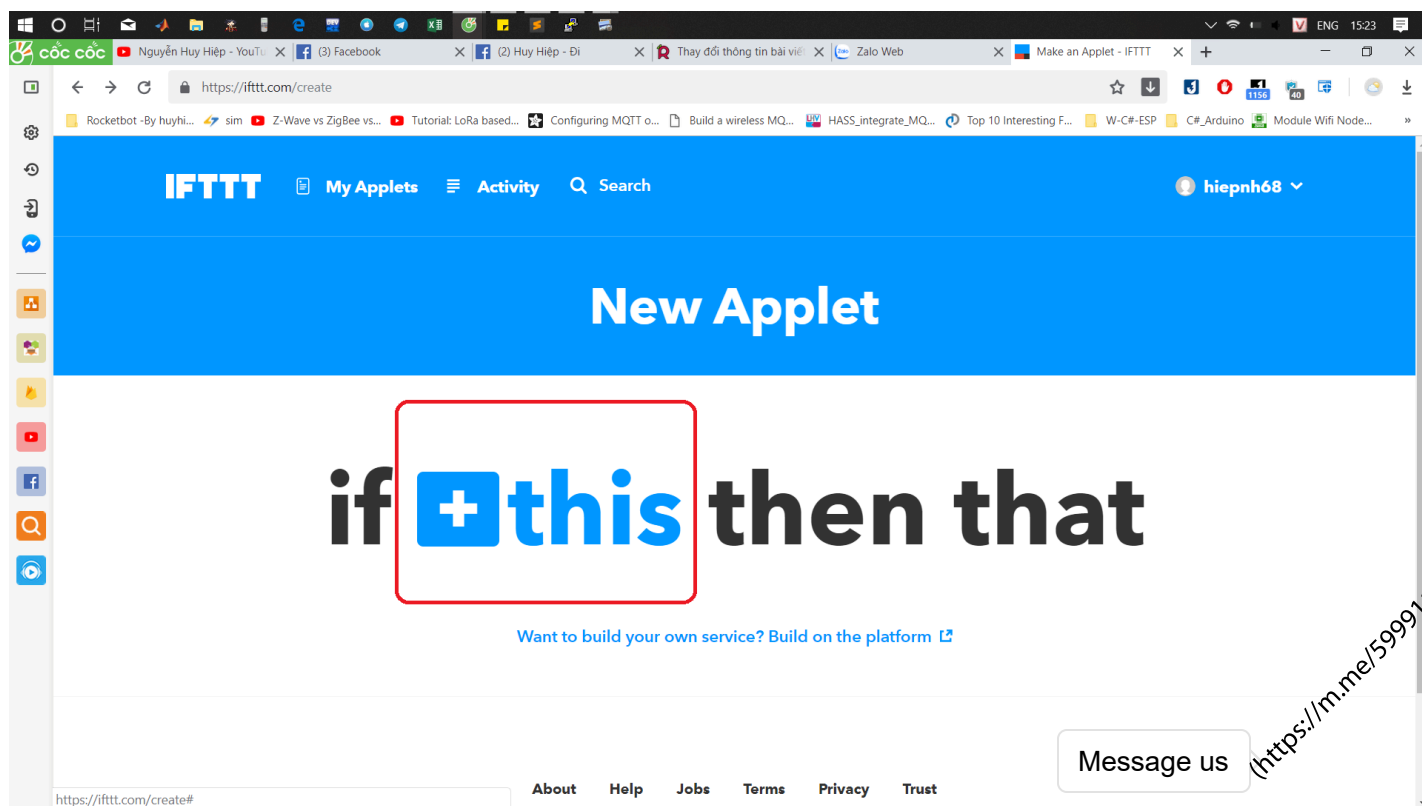 ENG 15:23
cốc cốc Nguyễn Huy Hiệp - YouTu (3) Facebook (2) Huy Hiệp - Đi Thay đổi thông tin bài viế Zalo Web Make an Applet - IFTTT
https://ifttt.com/create 1156 40
Rocketbot -By huyhi... sim Z-Wave vs ZigBee vs... Tutorial: LoRa based... Configuring MQTT o... Build a wireless MQ... HASS_integrate_MQ... Top 10 Interesting F... W-C#-ESP C#_Arduino Module Wifi Node... »
IFTTT My Applets Activity Search hiepnh68
New Applet
if +this then that
Want to build your own service? Build on the platform
Message us
(https://m.me/5999
About Help Jobs Terms Privacy Trust
https://ifttt.com/create#